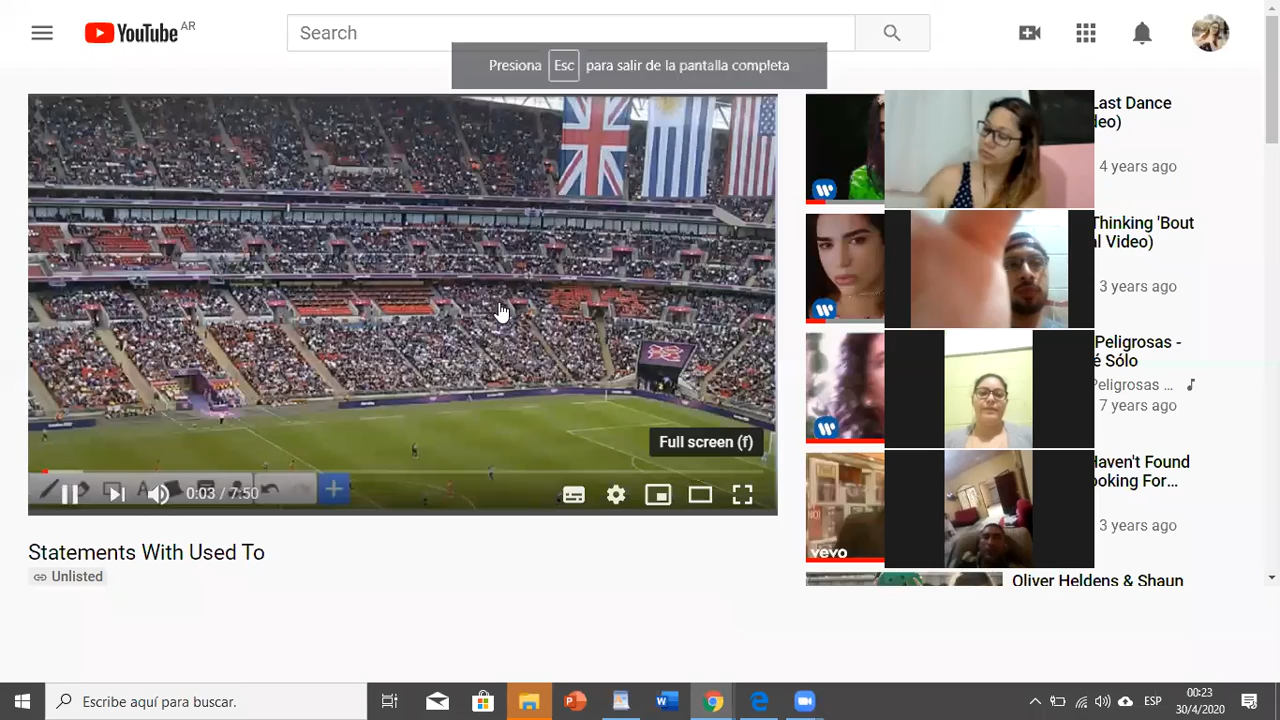 YouTube AR
Search
Presiona Esc para salir de la pantalla completa
Last Dance
deo)
4 years ago
Thinking 'Bout
al Video)
3 years ago
Peligrosas -
é Sólo
Peligrosas ...
7 years ago
Haven't Found
ooking For...
3 years ago
vevo
Oliver Heldens & Shaun
Full screen (f)
0:03 / 7:50
Statements With Used To
Unlisted
Escribe aquí para buscar.
ESP
00:23
30/4/2020